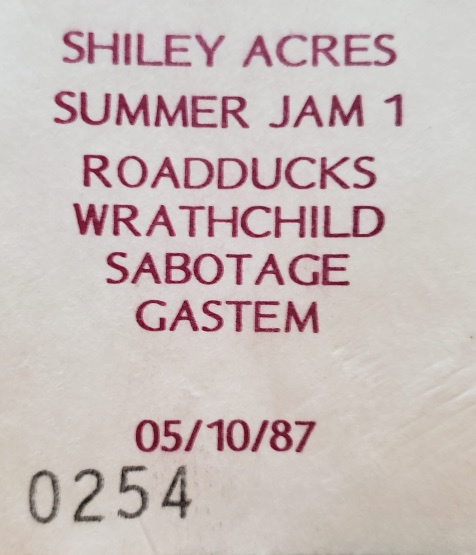 SHILEY ACRES
SUMMER JAM 1
ROADDUCKS
WRATHCHILD
SABOTAGE
GASTEM
05/10/87
0254